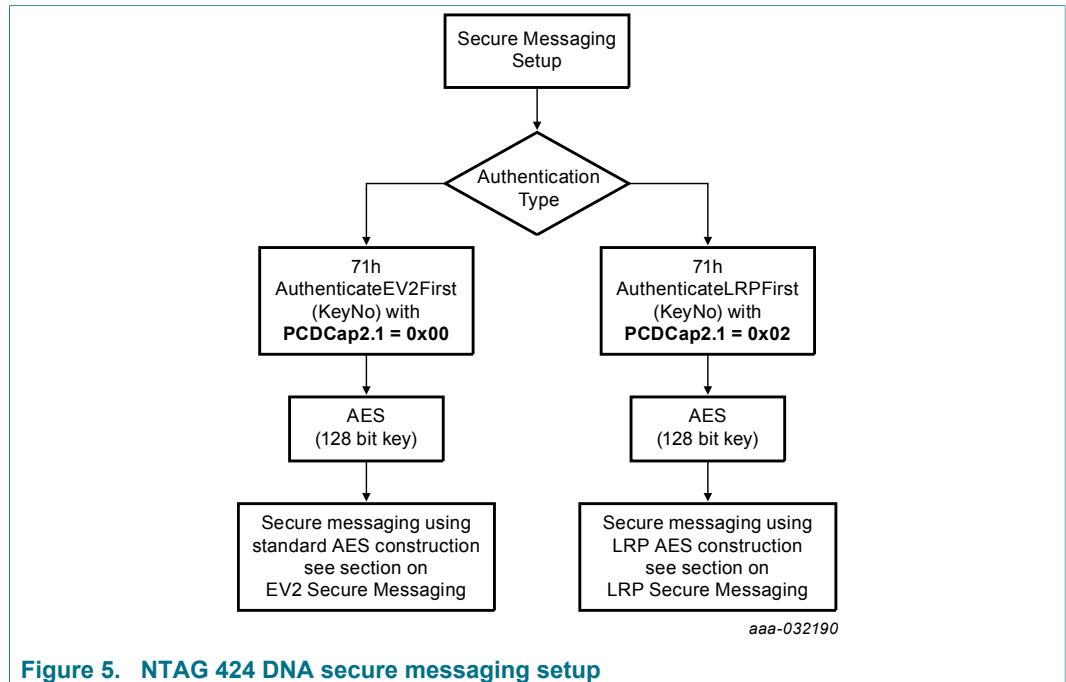 Secure Messaging
Setup
Authentication
Type
71h
AuthenticateEV2First
(KeyNo) with
PCDCap2.1 = 0x00
71h
AuthenticateLRPFirst
(KeyNo) with
PCDCap2.1 = 0x02
AES
(128 bit key)
AES
(128 bit key)
Secure messaging using
standard AES construction
see section on
EV2 Secure Messaging
Secure messaging using
LRP AES construction
see section on
LRP Secure Messaging
aaa-032190
Figure 5. NTAG 424 DNA secure messaging setup